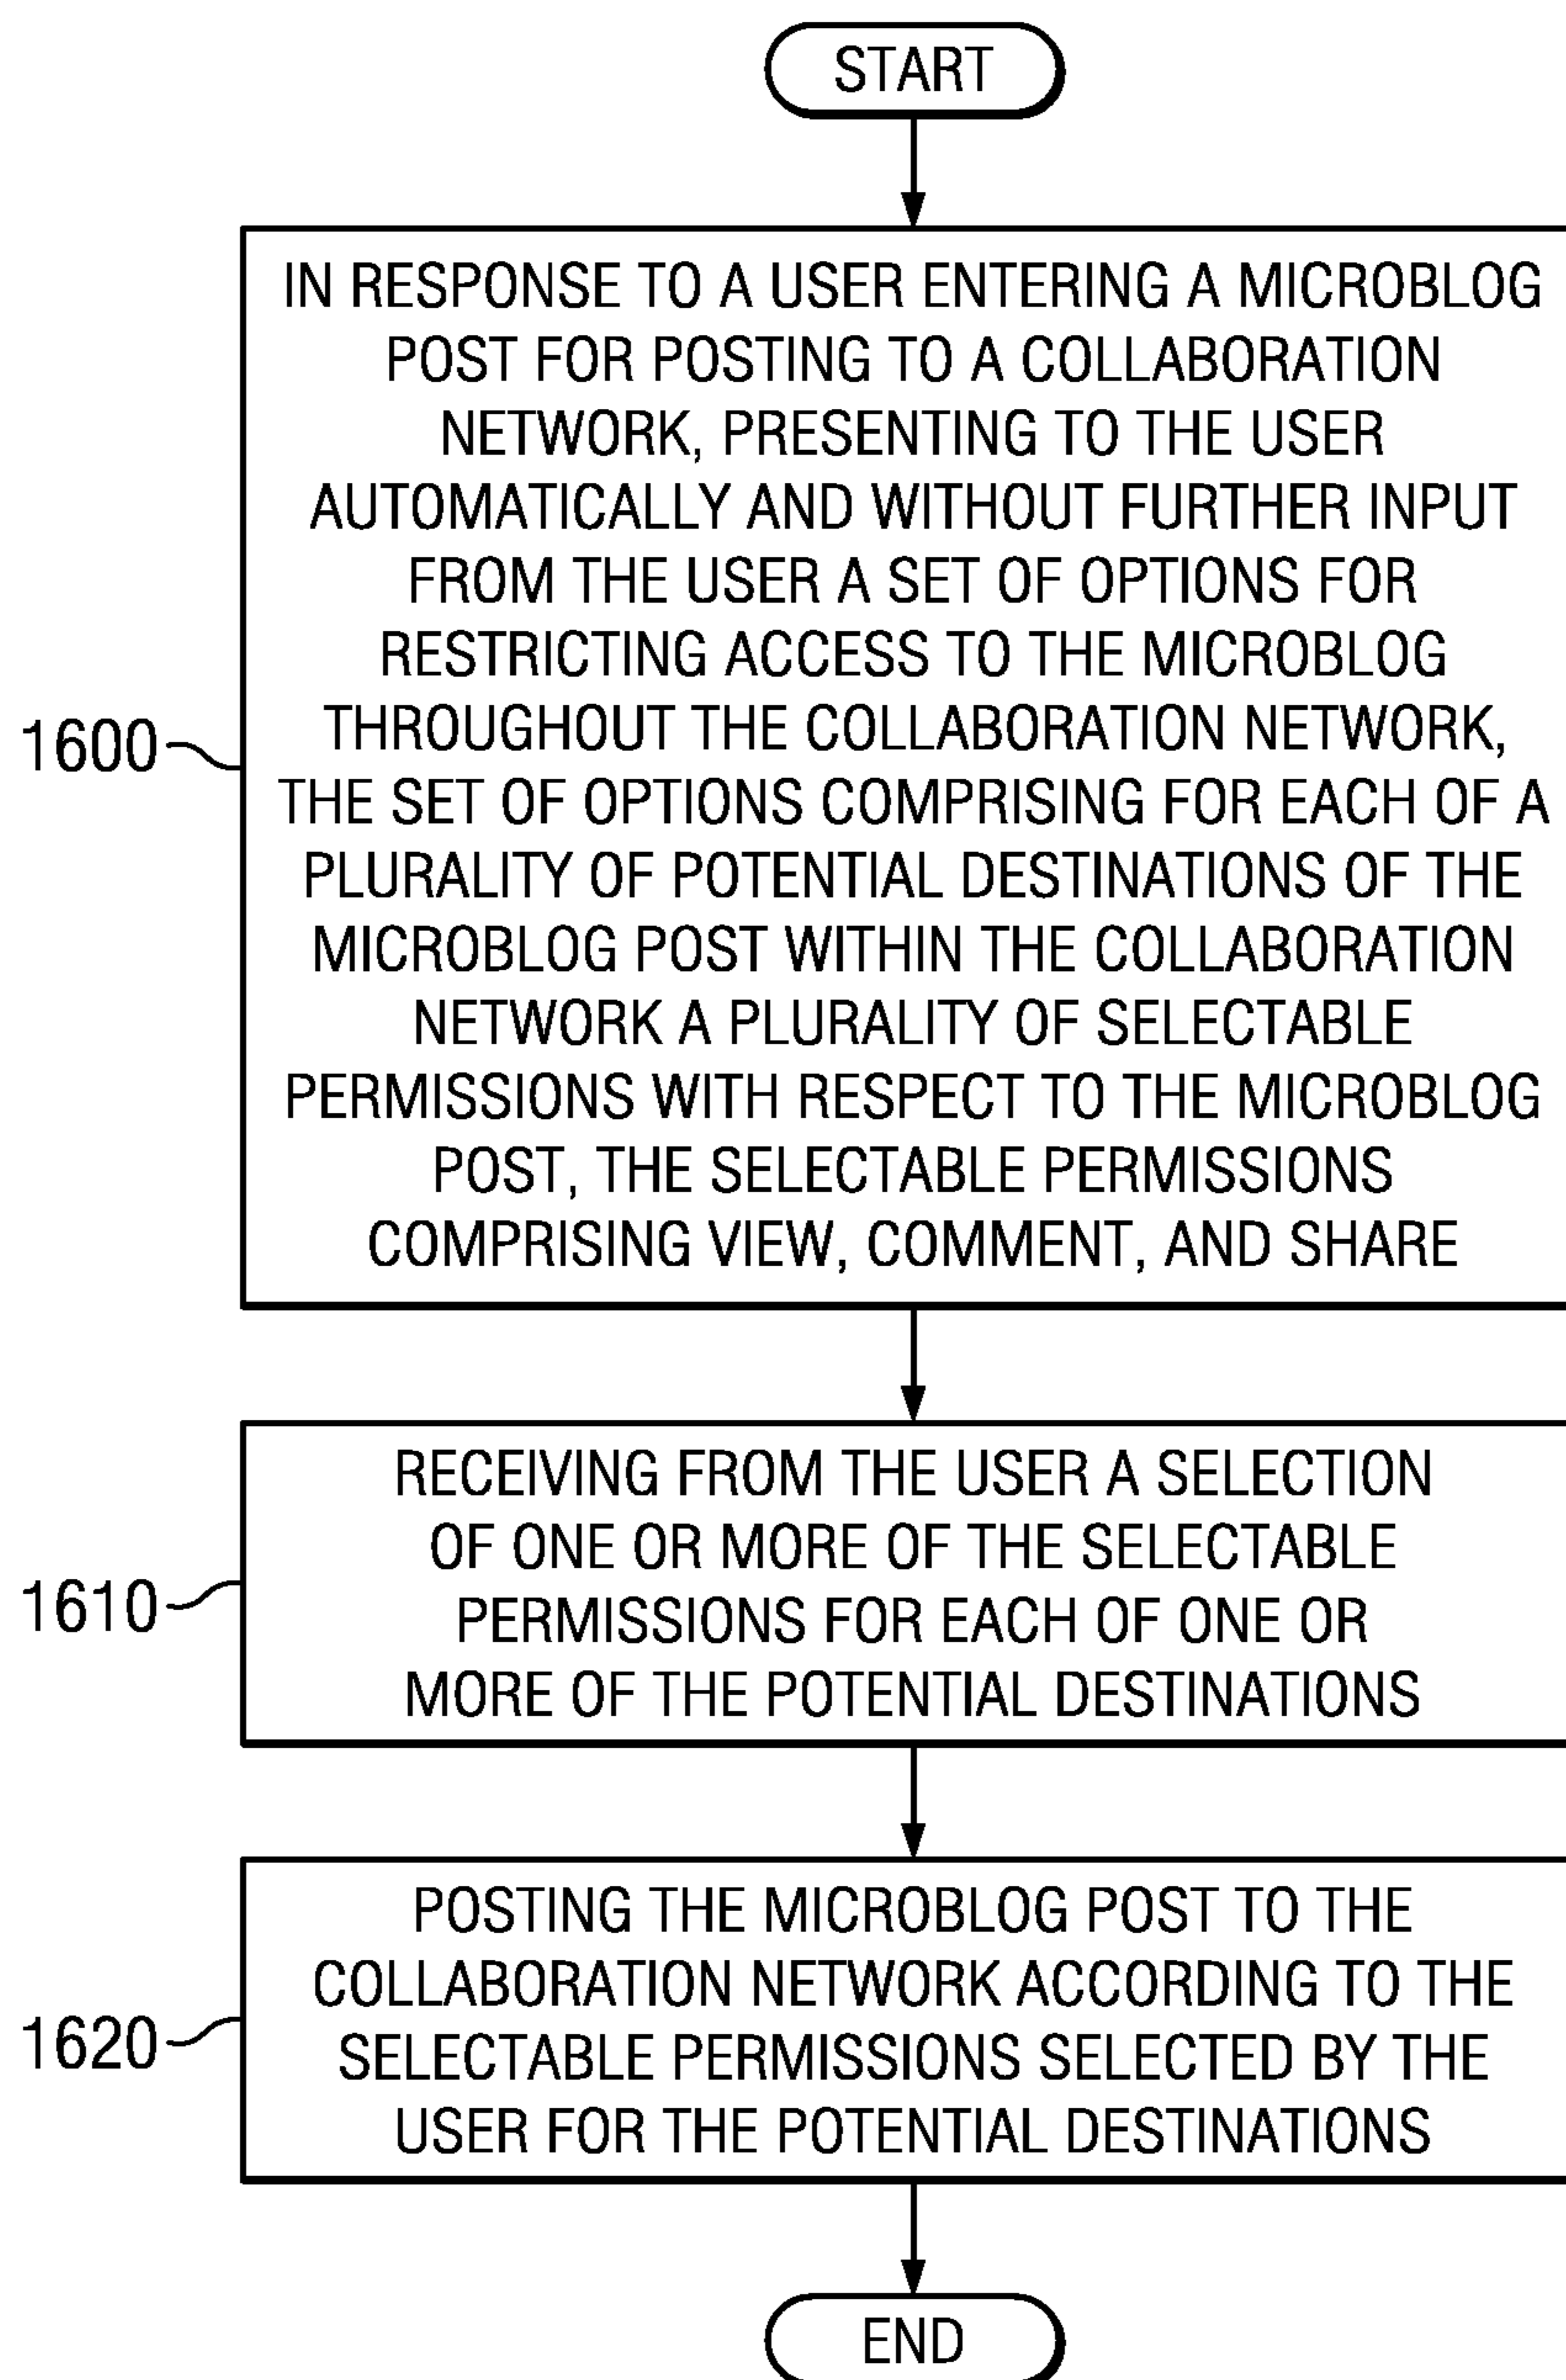 START
IN RESPONSE TO A USER ENTERING A MICROBLOG
POST FOR POSTING TO A COLLABORATION
NETWORK, PRESENTING TO THE USER
AUTOMATICALLY AND WITHOUT FURTHER INPUT
FROM THE USER A SET OF OPTIONS FOR
RESTRICTING ACCESS TO THE MICROBLOG
THROUGHOUT THE COLLABORATION NETWORK,
THE SET OF OPTIONS COMPRISING FOR EACH OF A
PLURALITY OF POTENTIAL DESTINATIONS OF THE
MICROBLOG POST WITHIN THE COLLABORATION
NETWORK A PLURALITY OF SELECTABLE
PERMISSIONS WITH RESPECT TO THE MICROBLOG
POST, THE SELECTABLE PERMISSIONS
COMPRISING VIEW, COMMENT, AND SHARE
1600
RECEIVING FROM THE USER A SELECTION
OF ONE OR MORE OF THE SELECTABLE
PERMISSIONS FOR EACH OF ONE OR
MORE OF THE POTENTIAL DESTINATIONS
1610
POSTING THE MICROBLOG POST TO THE
COLLABORATION NETWORK ACCORDING TO THE
SELECTABLE PERMISSIONS SELECTED BY THE
USER FOR THE POTENTIAL DESTINATIONS
1620
END